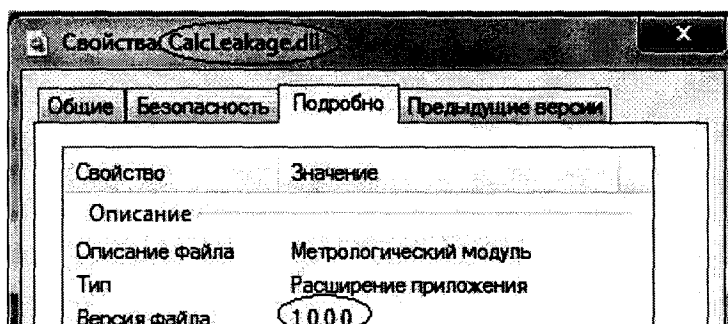 Свойства: CalcLeakage.dll
Общие Безопасность Подробно Предыдущие версии
Свойство Значение
Описание
Описание файла Метрологический модуль
Тип Расширение приложения
Версия файла 1.0.0.0